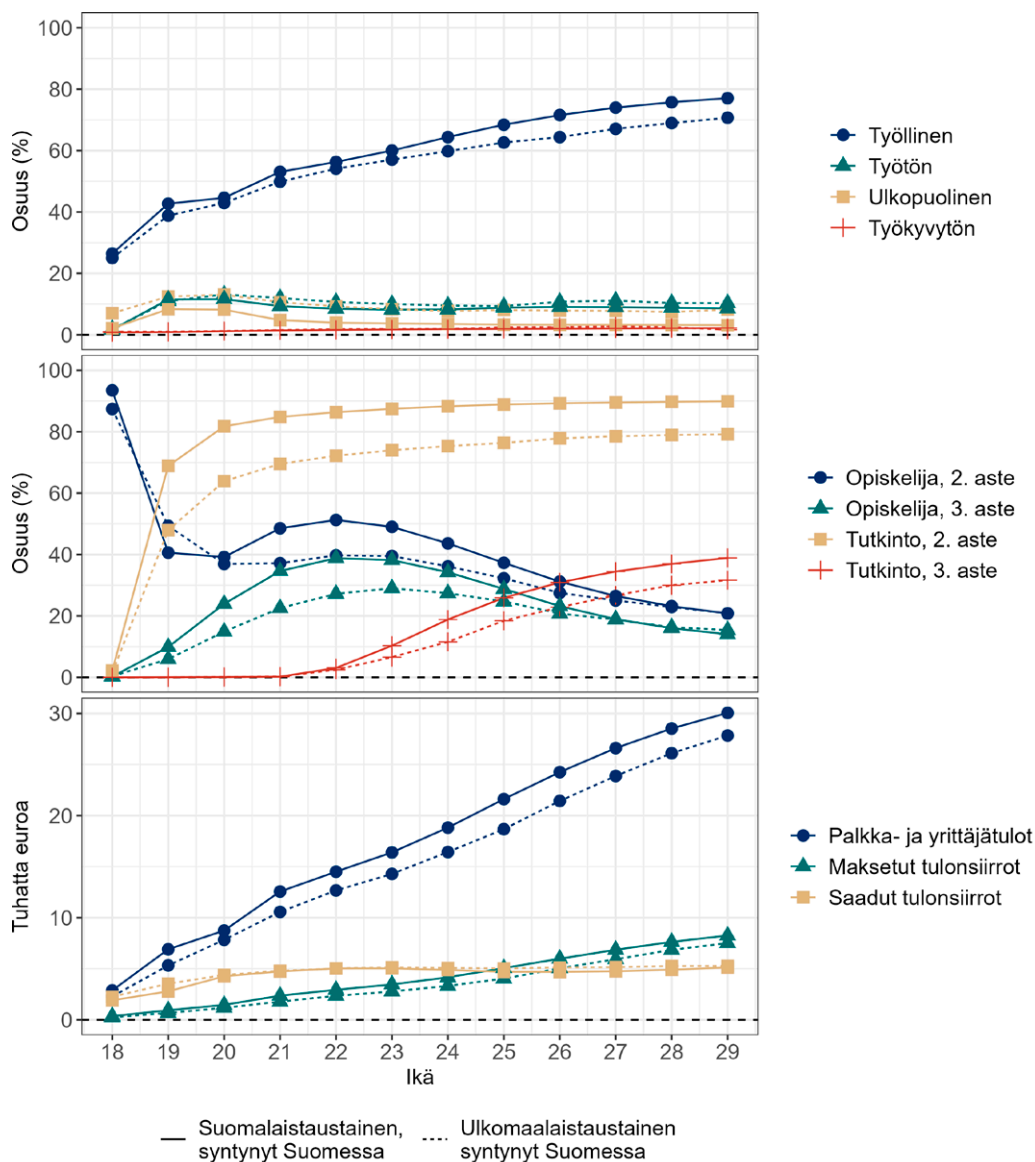 100
80
60
40
20
0
Osuus (%)
Työllinen
Työtön
Ulkopuolinen
Työkyvytön
100
80
60
40
20
0
Osuus (%)
Opiskelija, 2. aste
Opiskelija, 3. aste
Tutkinto, 2. aste
Tutkinto, 3. aste
30
20
10
0
Tuhatta euroa
Palkka- ja yrittäjätulot
Maksetut tulonsiirrot
Saadut tulonsiirrot
18 19 20 21 22 23 24 25 26 27 28 29
Ikä
Suomalaistaustainen,
syntynyt Suomessa
Ulkomaalaistaustainen
syntynyt Suomessa